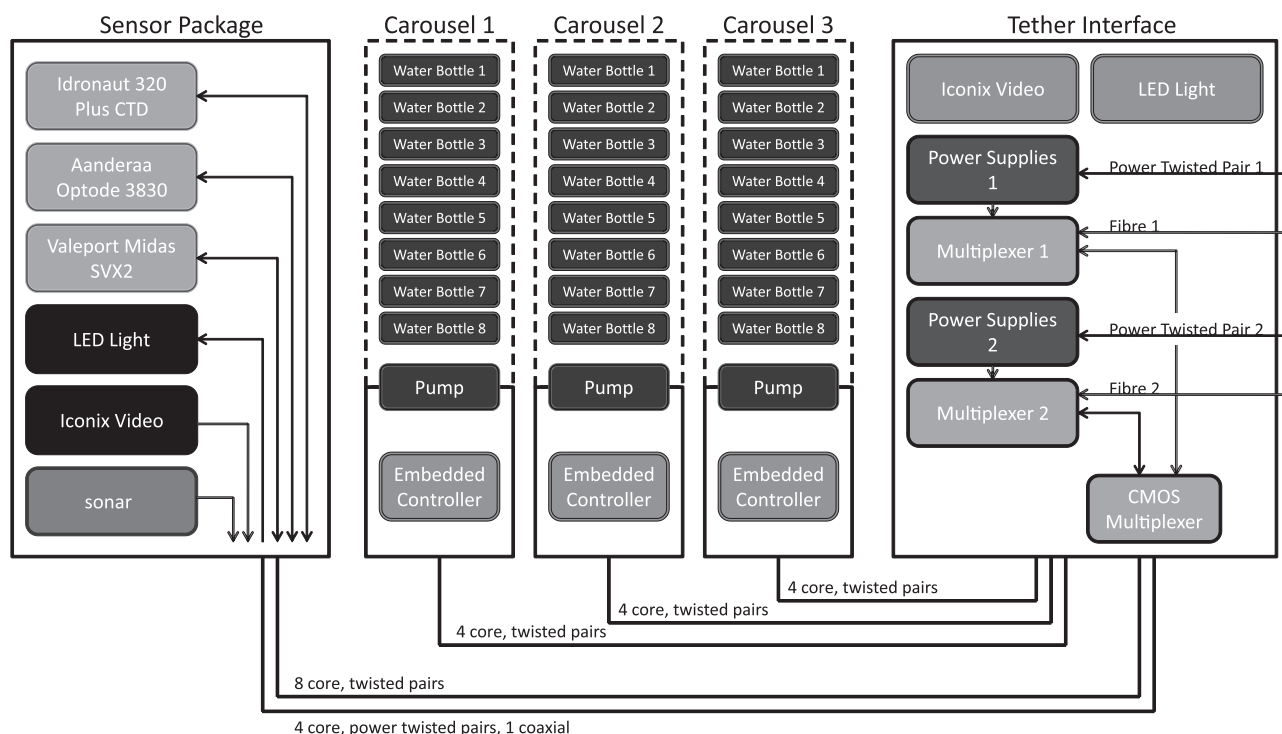 Sensor Package
Idronaut 320
Plus CTD
Aanderaa
Optode 3830
Valeport Midas
SVX2
LED Light
Iconix Video
sonar
Carousel 1
Water Bottle 1
Water Bottle 2
Water Bottle 3
Water Bottle 4
Water Bottle 5
Water Bottle 6
Water Bottle 7
Water Bottle 8
Pump
Embedded
Controller
Carousel 2
Water Bottle 1
Water Bottle 2
Water Bottle 3
Water Bottle 4
Water Bottle 5
Water Bottle 6
Water Bottle 7
Water Bottle 8
Pump
Embedded
Controller
Carousel 3
Water Bottle 1
Water Bottle 2
Water Bottle 3
Water Bottle 4
Water Bottle 5
Water Bottle 6
Water Bottle 7
Water Bottle 8
Pump
Embedded
Controller
Tether Interface
Iconix Video
LED Light
Power Supplies
1
Power Twisted Pair 1
Fibre 1
Multiplexer 1
Power Supplies
2
Power Twisted Pair 2
Fibre 2
Multiplexer 2
CMOS
Multiplexer
4 core, twisted pairs
4 core, twisted pairs
4 core, twisted pairs
8 core, twisted pairs
4 core, power twisted pairs, 1 coaxial